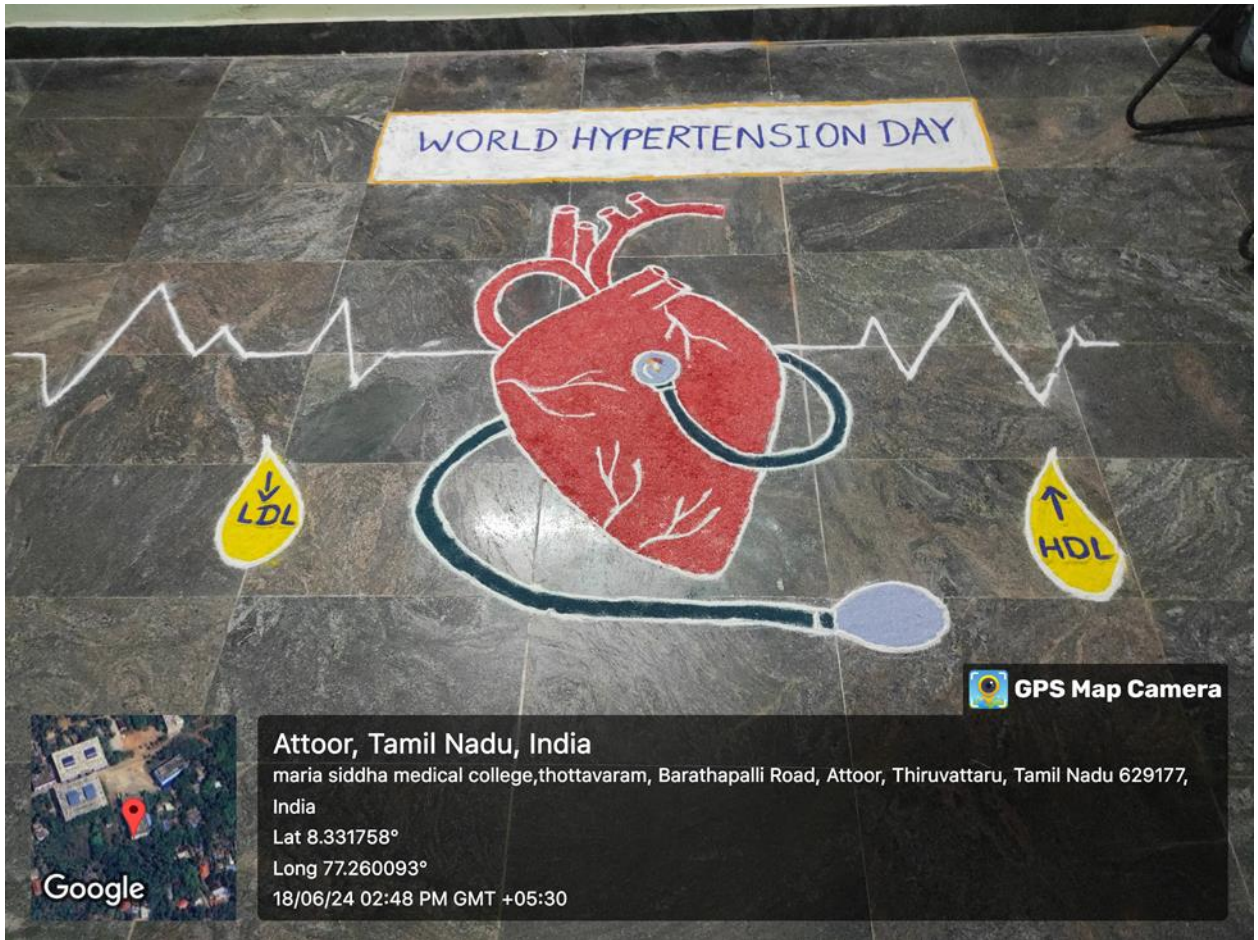 WORLD HYPERTENSION DAY
↓
LDL
↑
HDL
GPS Map Camera
Google
Attoor, Tamil Nadu, India
maria siddha medical college,thottavaram, Barathapalli Road, Attoor, Thiruvattaru, Tamil Nadu 629177,
India
Lat 8.331758°
Long 77.260093°
18/06/24 02:48 PM GMT +05:30